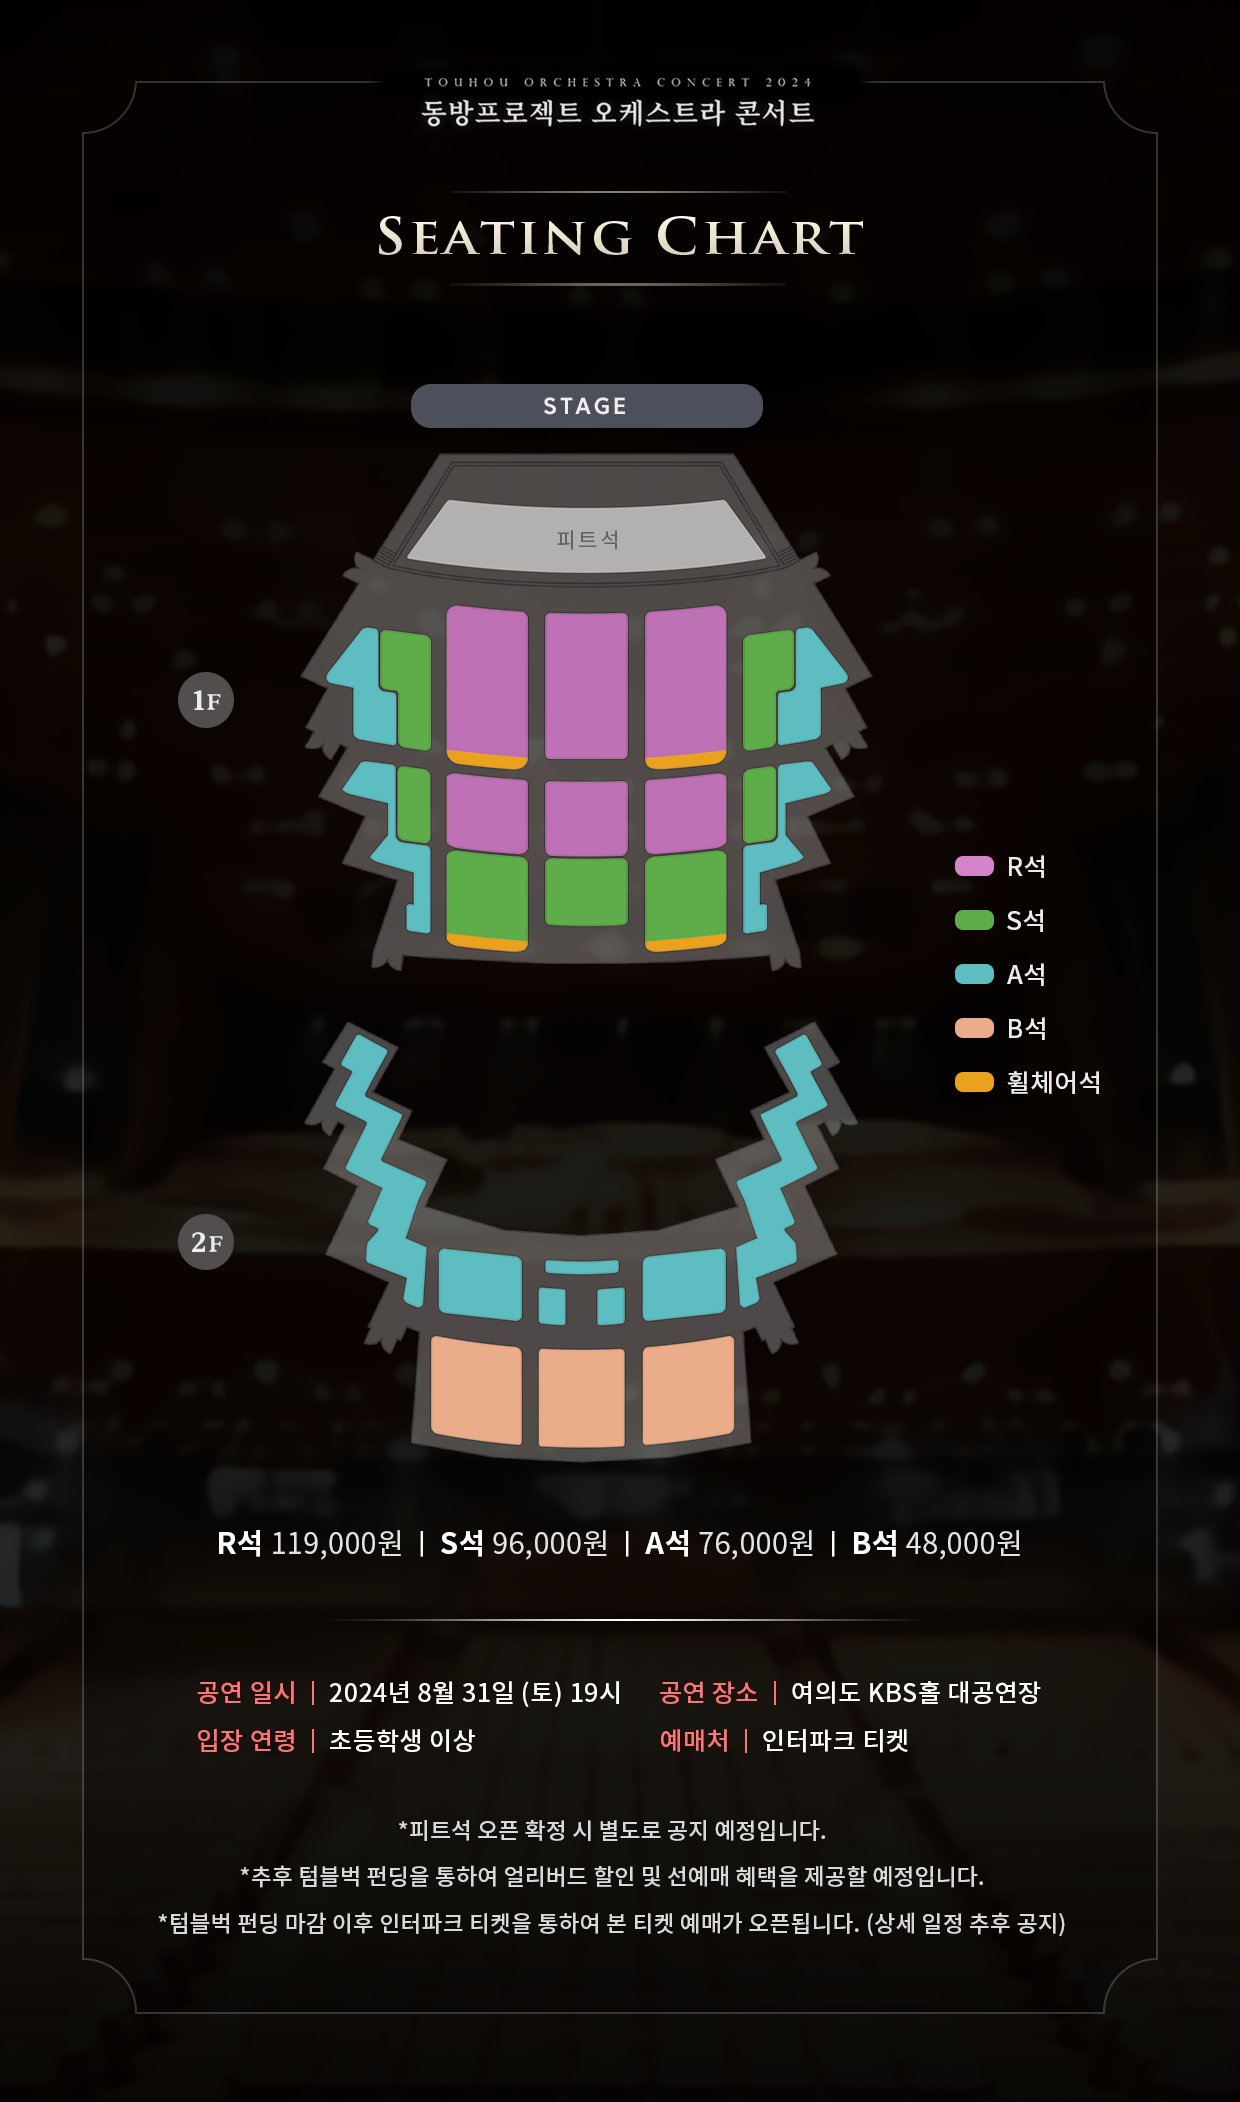 TOUHOU ORCHESTRA CONCERT 2024
동방프로젝트 오케스트라 콘서트
SEATING CHART
STAGE
피트석
1F
R석
S석
A석
B석
휠체어석
2F
R석 119,000원 | S석 96,000원 | A석 76,000원 | B석 48,000원
공연 일시 | 2024년 8월 31일 (토) 19시 공연 장소 | 여의도 KBS홀 대공연장
입장 연령 | 초등학생 이상 예매처 | 인터파크 티켓
*피트석 오픈 확정 시 별도로 공지 예정입니다.
*추후 텀블벅 펀딩을 통하여 얼리버드 할인 및 선예매 혜택을 제공할 예정입니다.
*텀블벅 펀딩 마감 이후 인터파크 티켓을 통하여 본 티켓 예매가 오픈됩니다. (상세 일정 추후 공지)